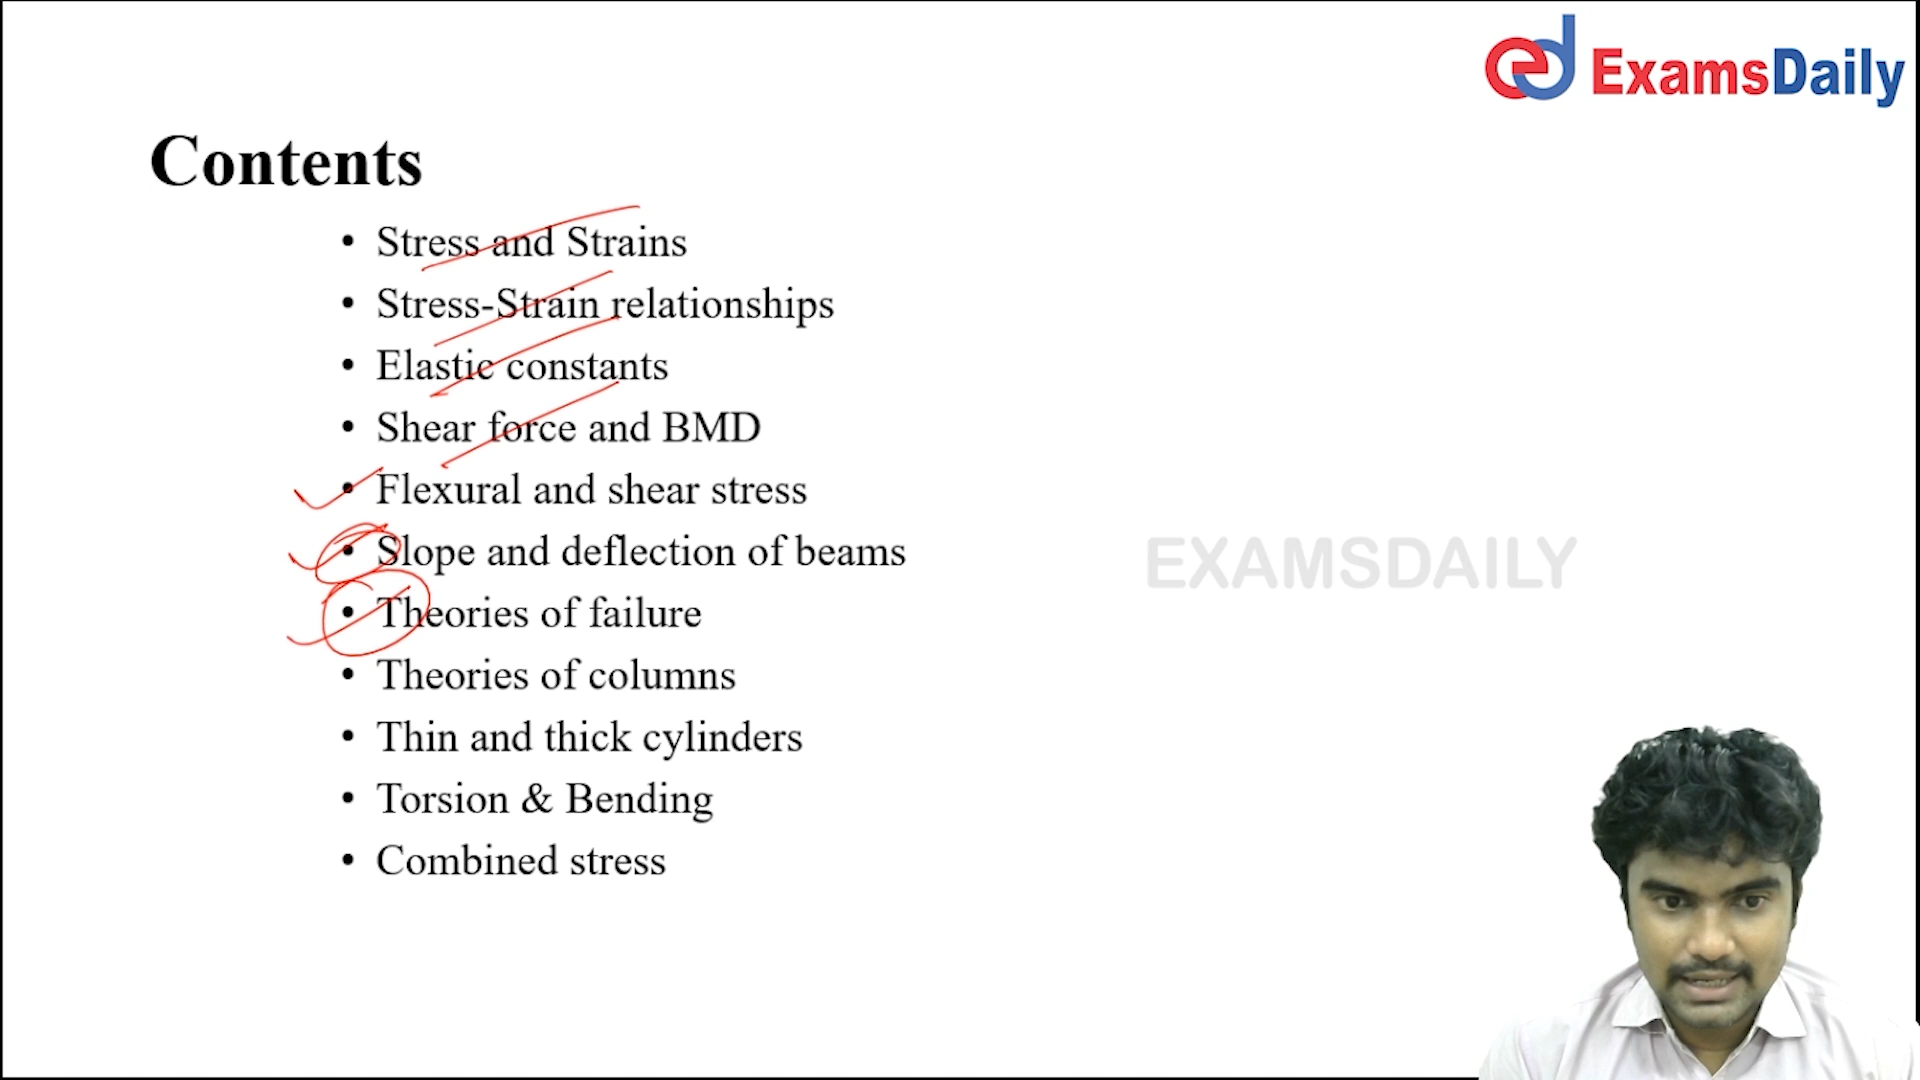 ed ExamsDaily
Contents
• Stress and Strains
• Stress-Strain relationships
• Elastic constants
• Shear force and BMD
• Flexural and shear stress
• Slope and deflection of beams
• Theories of failure
• Theories of columns
• Thin and thick cylinders
• Torsion & Bending
• Combined stress
EXAMSDAILY